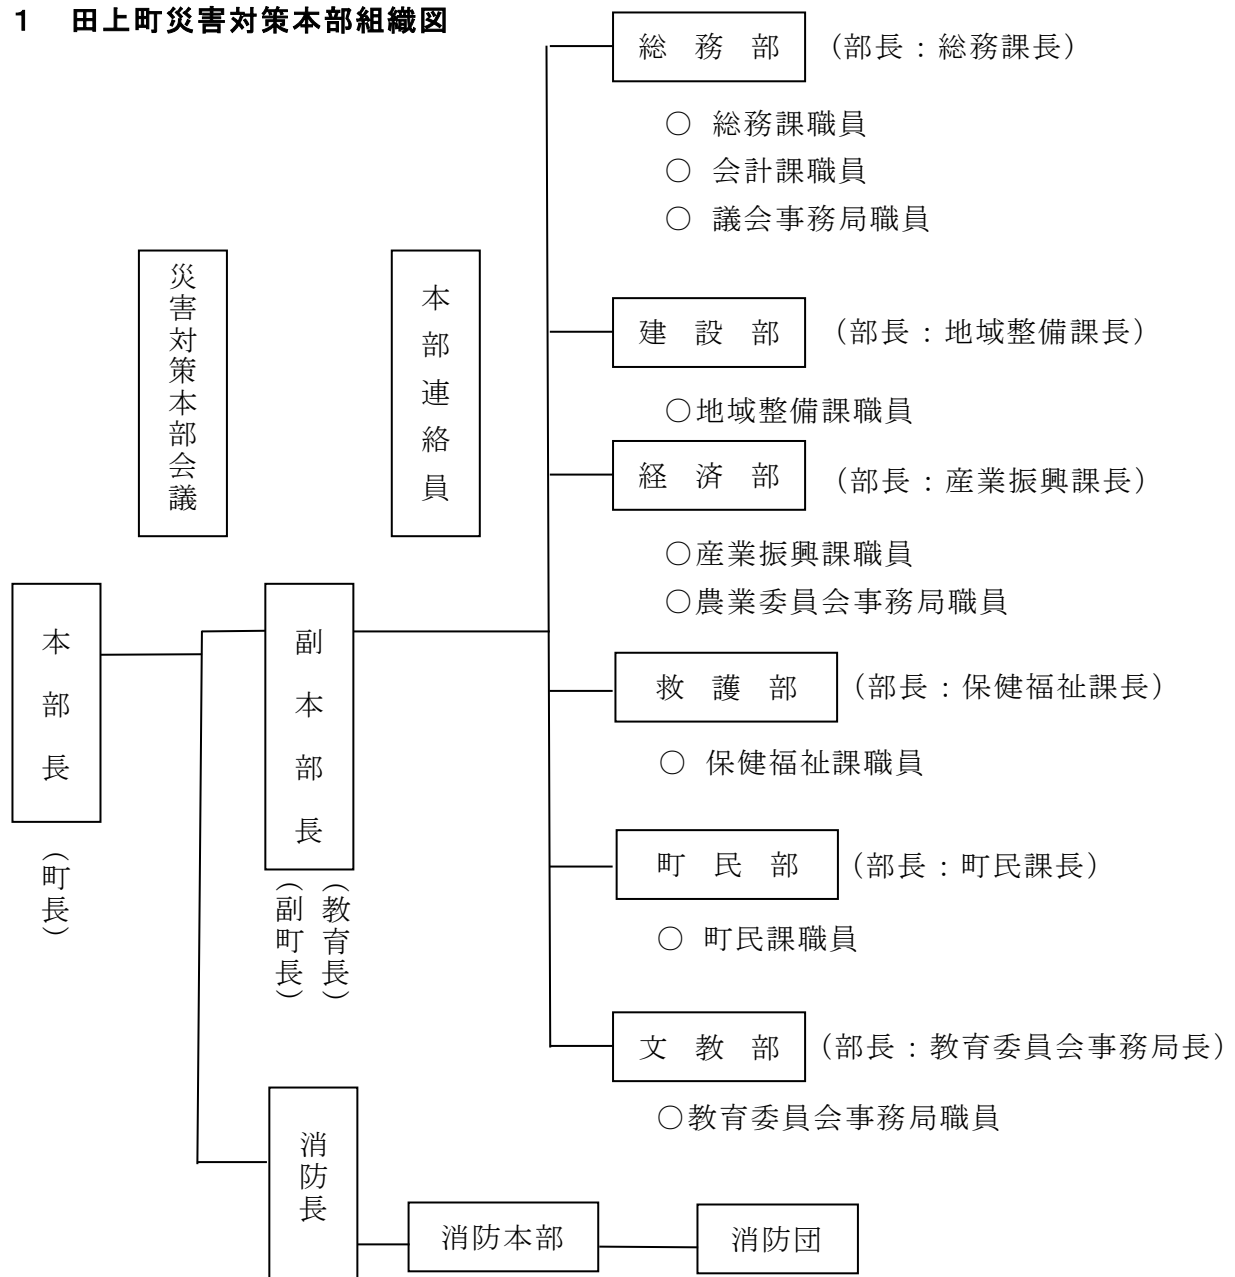 1　田上町災害対策本部組織図
総　務　部　（部長：総務課長）
○ 総務課職員
○ 会計課職員
○ 議会事務局職員
災害対策本部会議
本部連絡員
建　設　部　（部長：地域整備課長）
○地域整備課職員
経　済　部　（部長：産業振興課長）
○産業振興課職員
○農業委員会事務局職員
本部長
（町長）
副本部長
（教育長）
（副町長）
救　護　部　（部長：保健福祉課長）
○ 保健福祉課職員
町　民　部　（部長：町民課長）
○ 町民課職員
文　教　部　（部長：教育委員会事務局長）
○教育委員会事務局職員
消防長
消防本部
消防団